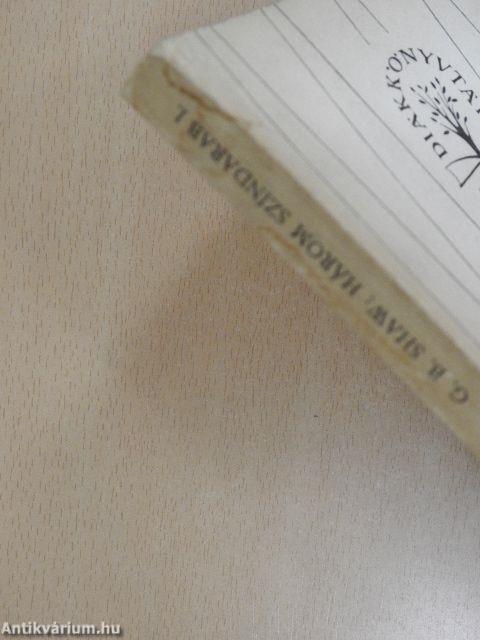 DIÁKKÖNYVTÁR
G. B. SHAW: HÁROM SZÍNDARAB I.
Antikvárium.hu